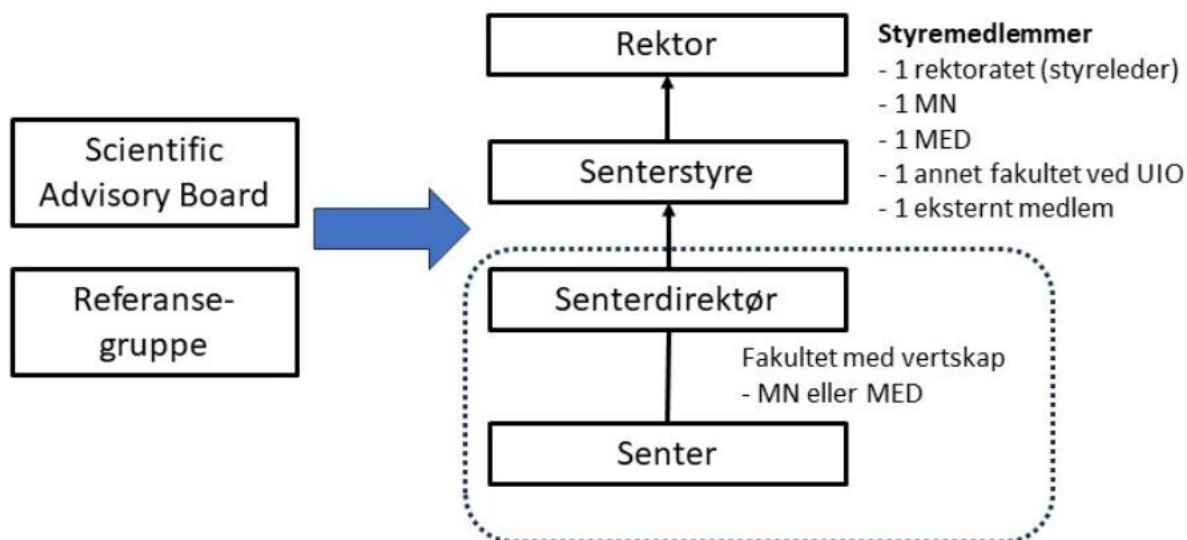 Scientific
Advisory Board
Referanse-
gruppe
Rektor
Senterstyre
Senterdirektør
Fakultet med vertskap
- MN eller MED
Senter
Styremedlemmer
- 1 rektoratet (styreleder)
- 1 MN
- 1 MED
- 1 annet fakultet ved UIO
- 1 eksternt medlem